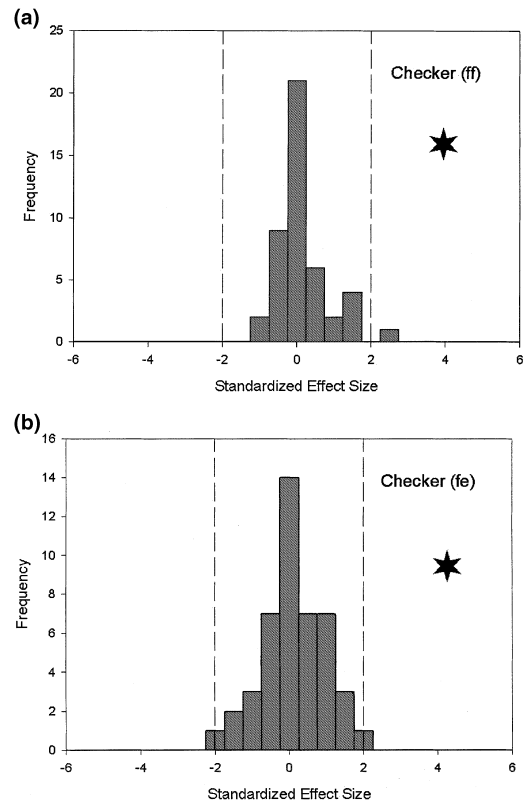 (a)
25
20
15
10
5
0
Frequency
Checker (ff)
-6 -4 -2 0 2 4 6
Standardized Effect Size
(b)
16
14
12
10
8
6
4
2
0
Frequency
Checker (fe)
-6 -4 -2 0 2 4 6
Standardized Effect Size